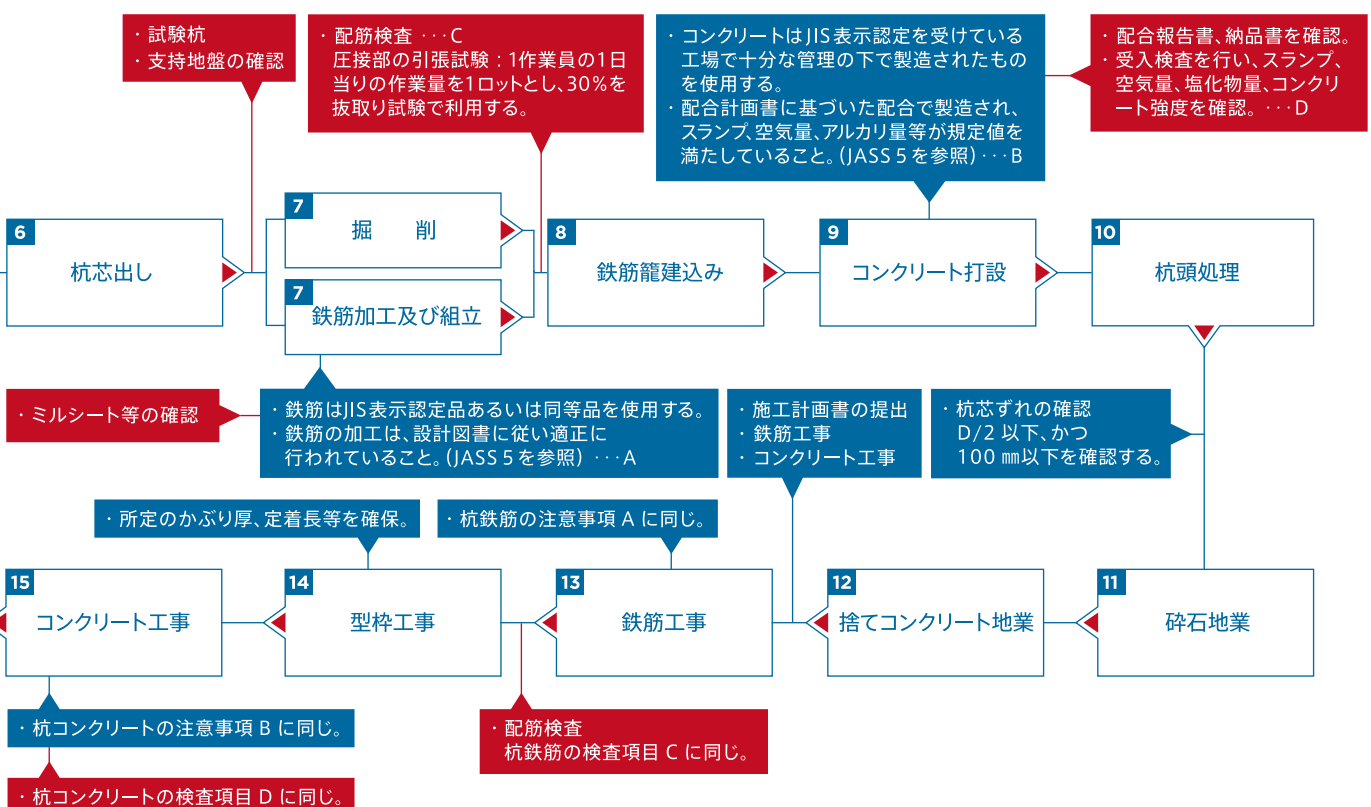 ・試験杭
・支持地盤の確認
・配筋検査 ···C
圧接部の引張試験：1作業員の1日
当りの作業量を1ロットとし、30％を
抜取り試験で利用する。
・コンクリートはJIS表示認定を受けている
工場で十分な管理の下で製造されたもの
を使用する。
・配合計画書に基づいた配合で製造され、
スランプ、空気量、アルカリ量等が規定値を
満たしていること。(JASS 5を参照) ···B
・配合報告書、納品書を確認。
・受入検査を行い、スランプ、
空気量、塩化物量、コンクリ
ート強度を確認。 ···D
6
杭芯出し
7
掘 削
7
鉄筋加工及び組立
8
鉄筋籠建込み
9
コンクリート打設
10
杭頭処理
・ミルシート等の確認
・鉄筋はJIS表示認定品あるいは同等品を使用する。
・鉄筋の加工は、設計図書に従い適正に
行われていること。(JASS 5を参照) ···A
・施工計画書の提出
・鉄筋工事
・コンクリート工事
・杭芯ずれの確認
D/2 以下、かつ
100 ㎜以下を確認する。
・所定のかぶり厚、定着長等を確保。
・杭鉄筋の注意事項 A に同じ。
15
コンクリート工事
14
型枠工事
13
鉄筋工事
12
捨てコンクリート地業
11
砕石地業
・杭コンクリートの注意事項 B に同じ。
・配筋検査
杭鉄筋の検査項目 C に同じ。
・杭コンクリートの検査項目 D に同じ。